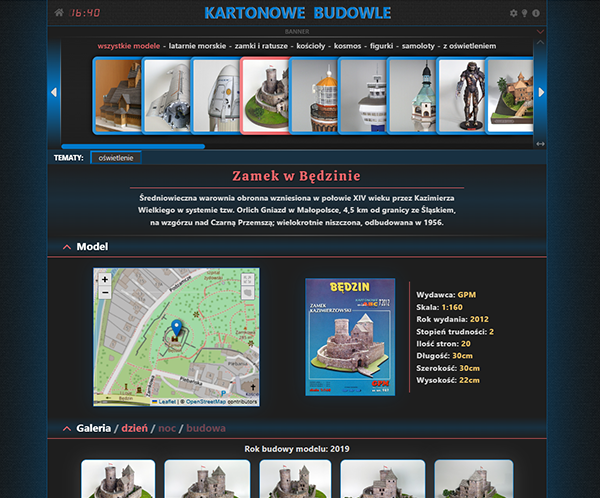 16:40
KARTONOWE BUDOWLE
BANNER
wszystkie modele - latarnie morskie - zamki i ratusze - kościoły - kosmos - figurki - samoloty - z oświetleniem
TEMATY: oświetlenie
Zamek w Będzinie
Średniowieczna warownia obronna wzniesiona w połowie XIV wieku przez Kazimierza
Wielkiego w systemie tzw. Orlich Gniazd w Małopolsce, 4,5 km od granicy ze Śląskiem,
na wzgórzu nad Czarną Przemszą; wielokrotnie niszczona, odbudowana w 1956.
Model
+
-
Podzamcze
Plebańska
Leaflet | © OpenStreetMap contributors
BĘDZIN
ZAMEK
KAZIMIERZOWSKI
GPM
Wydawca: GPM
Skala: 1:160
Rok wydania: 2012
Stopień trudności: 2
Ilość stron: 20
Długość: 30cm
Szerokość: 30cm
Wysokość: 22cm
Galeria / dzień / noc / budowa
Rok budowy modelu: 2019